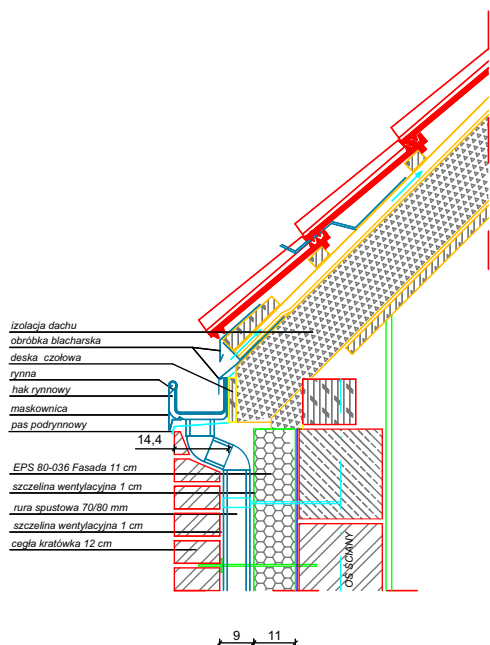 izolacja dachu
obróbka blacharska
deska czołowa
rynna
hak rynnowy
maskownica
pas podrynnowy
14,4
EPS 80-036 Fasada 11 cm
szczelina wentylacyjna 1 cm
rura spustowa 70/80 mm
szczelina wentylacyjna 1 cm
cegła kratówka 12 cm
OŚ ŚCIANY
9
11